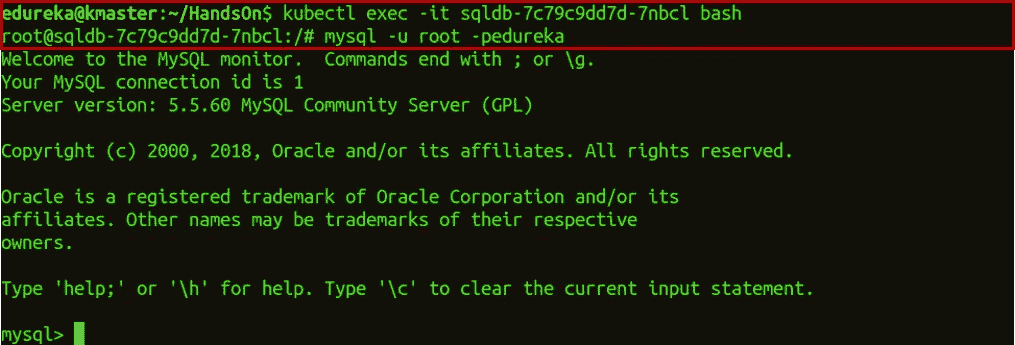 edureka@kmaster:~/HandsOn$ kubectl exec -it sqldb-7c79c9dd7d-7nbcl bash
root@sqldb-7c79c9dd7d-7nbcl:/# mysql -u root -pedureka
Welcome to the MySQL monitor.  Commands end with ; or \g.
Your MySQL connection id is 1
Server version: 5.5.60 MySQL Community Server (GPL)
Copyright (c) 2000, 2018, Oracle and/or its affiliates. All rights reserved.
Oracle is a registered trademark of Oracle Corporation and/or its
affiliates. Other names may be trademarks of their respective
owners.
Type 'help;' or '\h' for help. Type '\c' to clear the current input statement.
mysql>